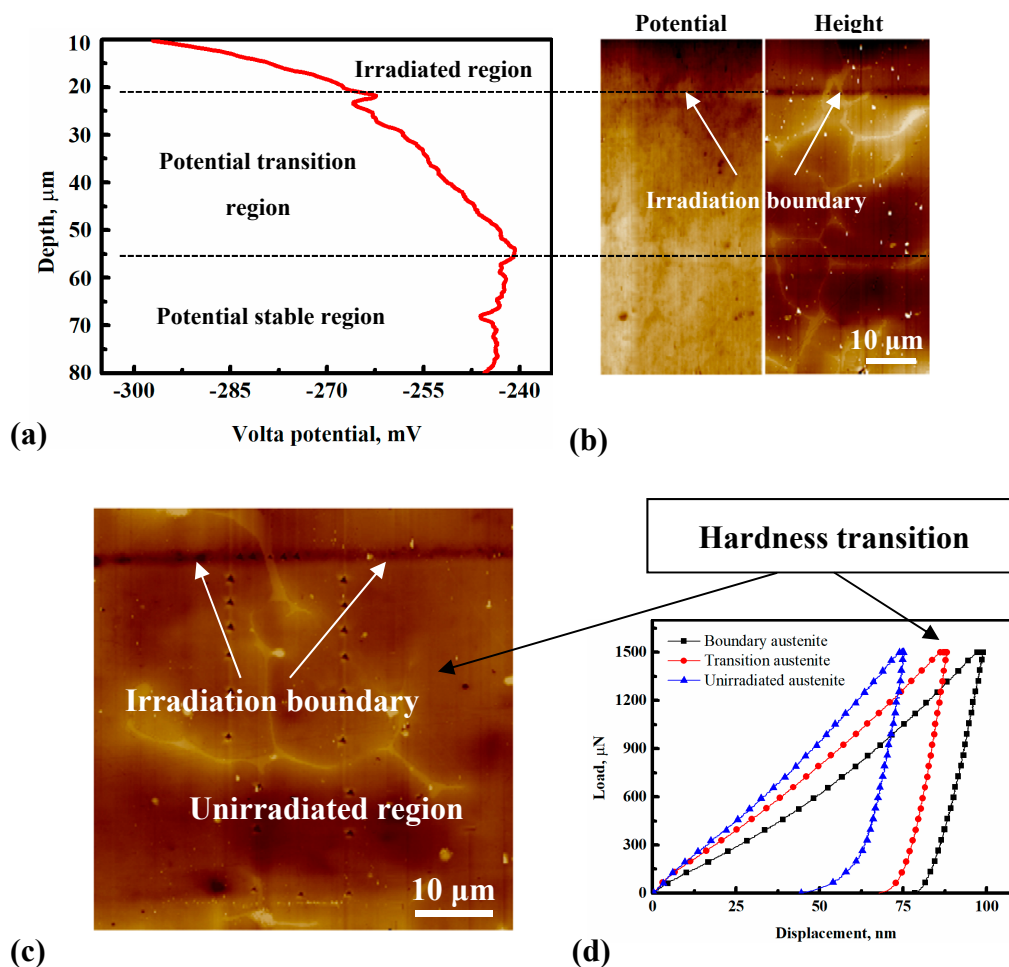 Potential Height
10
20
30
40
50
60
70
80
Depth, µm
Irradiated region
Potential transition
region
Potential stable region
-300 -285 -270 -255 -240
Volta potential, mV
(a)
Irradiation boundary
10 µm
(b)
Irradiation boundary
Unirradiated region
10 µm
(c)
Hardness transition
Boundary austenite
Transition austenite
Unirradiated austenite
1500
1200
900
600
300
0
Load, µN
0 25 50 75 100
Displacement, nm
(d)